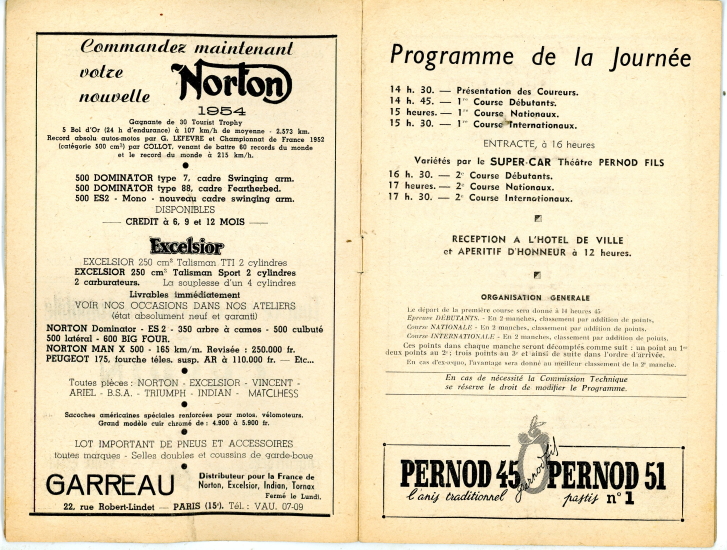 Commandez maintenant
votre
nouvelle
Norton
1954
Gagnante de 30 Tourist Trophy
5 Bol d'Or (24 h d'endurance) à 107 km/h de moyenne - 2.573 km.
Record absolu autos-motos par G. LEFEVRE et Championnat de France 1952
(catégorie 500 cm³) par COLLOT, venant de battre 60 records du monde
et le record du monde à 215 km/h.
500 DOMINATOR type 7, cadre Swinging arm.
500 DOMINATOR type 88, cadre Feartherbed.
500 ES2 - Mono - nouveau cadre swinging arm.
DISPONIBLES
CREDIT à 6, 9 et 12 MOIS
Excelsior
EXCELSIOR 250 cm³ Talisman TT1 2 cylindres
EXCELSIOR 250 cm³ Talisman Sport 2 cylindres
2 carburateurs. La souplesse d'un 4 cylindres
Livrables immédiatement
VOIR NOS OCCASIONS DANS NOS ATELIERS
(état absolument neuf et garanti)
NORTON Dominator - ES 2 - 350 arbre à cames - 500 culbuté
500 latéral - 600 BIG FOUR.
NORTON MAN X 500 - 165 km/m. Revisée : 250.000 fr.
PEUGEOT 175, fourche téles. susp. AR à 110.000 fr. — Etc...
Toutes pièces : NORTON - EXCELSIOR - VINCENT -
ARIEL - B.S.A. - TRIUMPH - INDIAN - MATCLHESS
Sacoches américaines spéciales renforcées pour motos, vélomoteurs.
Grand modèle cuir chromé de : 4.900 à 5.900 fr.
LOT IMPORTANT DE PNEUS ET ACCESSOIRES
toutes marques - Selles doubles et coussins de garde-boue
GARREAU
Distributeur pour la France de
Norton, Excelsior, Indian, Tornax
Fermé le Lundi.
22, rue Robert-Lindet — PARIS (15ᵉ). Tél. : VAU. 07-09
Programme de la Journée
14 h. 30. — Présentation des Coureurs.
14 h. 45. — 1ʳᵉ Course Débutants.
15 heures. — 1ʳᵉ Course Nationaux.
15 h. 30. — 1ʳᵉ Course Internationaux.
ENTRACTE, à 16 heures
Variétés par le SUPER-CAR Théâtre PERNOD FILS
16 h. 30. — 2ᵉ Course Débutants.
17 heures. — 2ᵉ Course Nationaux.
17 h. 30. — 2ᵉ Course Internationaux.
RECEPTION A L'HOTEL DE VILLE
et APERITIF D'HONNEUR à 12 heures.
ORGANISATION GENERALE
Le départ de la première course sera donné à 14 heures 45
Epreuve DÉBUTANTS. - En 2 manches, classement par addition de points.
Course NATIONALE - En 2 manches, classement par addition de points.
Course INTERNATIONALE - En 2 manches, classement par addition de points.
Ces points dans chaque manche seront décomptés comme suit : un point au 1ᵉʳ
deux points au 2ᵉ ; trois points au 3ᵉ et ainsi de suite dans l'ordre d'arrivée.
En cas d'ex-æquo, l'avantage sera donné au meilleur classement de la 2ᵉ manche.
En cas de nécessité la Commission Technique
se réserve le droit de modifier le Programme.
PERNOD 45
l'anis traditionnel
Pernod fils
PERNOD 51
pastis n° 1